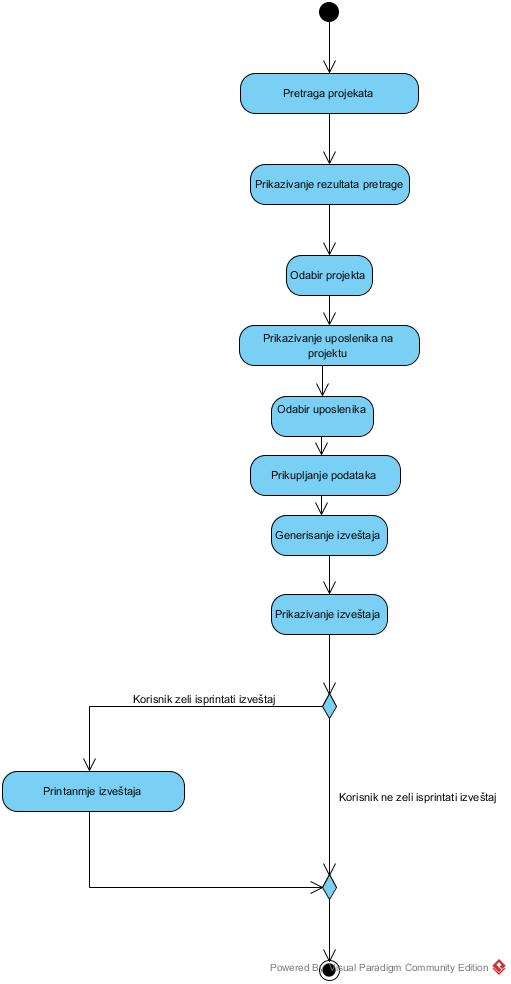 Pretraga projekata
Prikazivanje rezultata pretrage
Odabir projekta
Prikazivanje uposlenika na
projektu
Odabir uposlenika
Prikupljanje podataka
Generisanje izveštaja
Prikazivanje izveštaja
Korisnik zeli isprintati izveštaj
Printanmje izveštaja
Korisnik ne zeli isprintati izveštaj
Powered By Visual Paradigm Community Edition